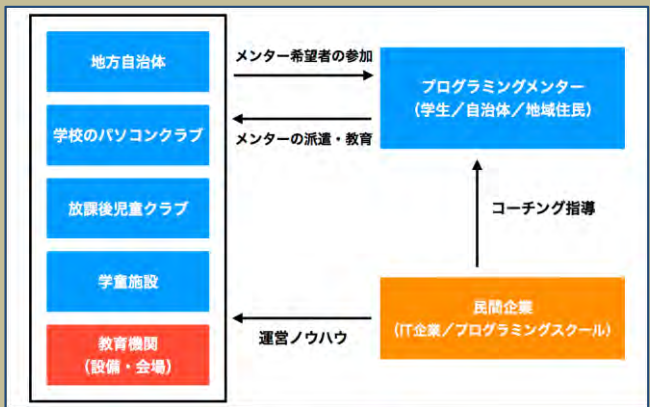 地方自治体
学校のパソコンクラブ
放課後児童クラブ
学童施設
教育機関
（設備・会場）
メンター希望者の参加
メンターの派遣・教育
プログラミングメンター
（学生／自治体／地域住民）
コーチング指導
民間企業
（IT企業／プログラミングスクール）
運営ノウハウ